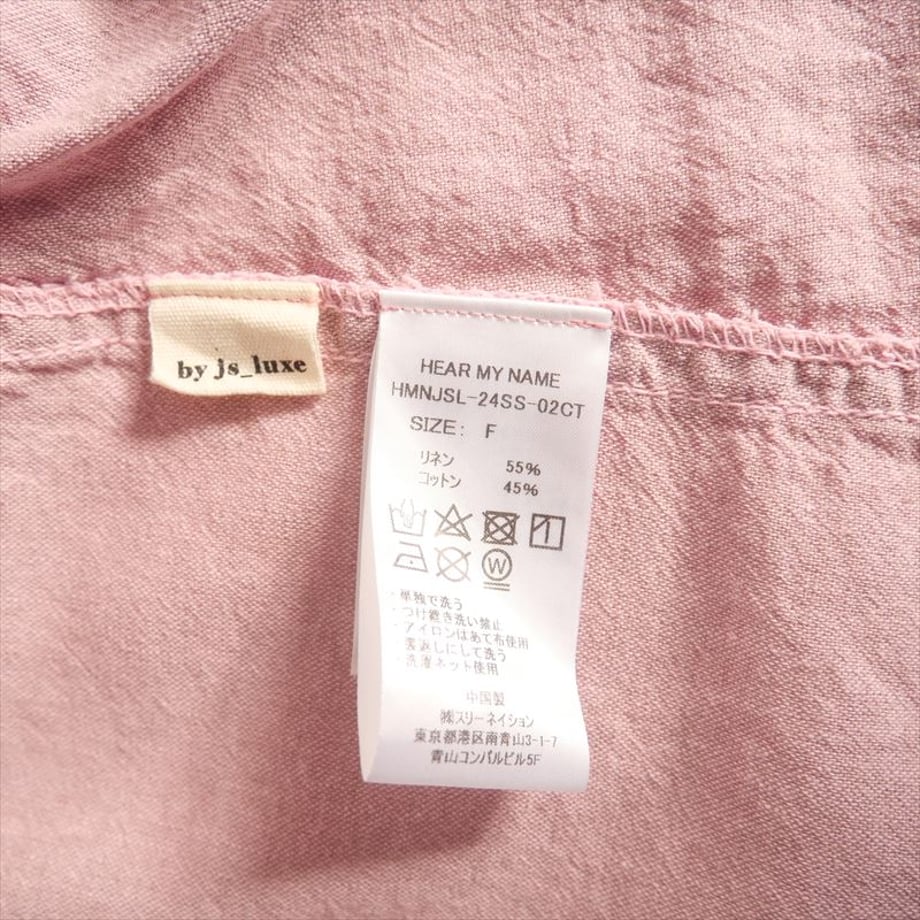 by js_luxe
HEAR MY NAME
HMNJSL-24SS-02CT
SIZE: F
リネン 55%
コットン 45%
W
・単独で洗う
・つけ置き洗い禁止
・アイロンはあて布使用
・裏返しにして洗う
・洗濯ネット使用
中国製
㈱スリーネイション
東京都港区南青山3-1-7
青山コンパルビル5F